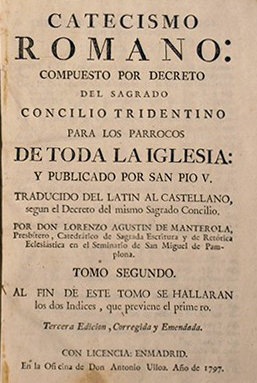 CATECISMO
ROMANO:
COMPUESTO POR DECRETO
DEL SAGRADO
CONCILIO TRIDENTINO
PARA LOS PARROCOS
DE TODA LA IGLESIA:
Y PUBLICADO POR SAN PIO V.
TRADUCIDO DEL LATIN AL CASTELLANO,
segun el Decreto del mismo Sagrado Concilio.
POR DON LORENZO AGUSTIN DE MANTEROLA,
Presbítero, Catedrático de Sagrada Escritura y de Retórica
Eclesiástica en el Seminario de San Miguel de Pam-
plona.
TOMO SEGUNDO.
AL FIN DE ESTE TOMO SE HALLARAN
los dos Indices, que previene el primero.
Tercera Edicion, Corregida y Emendada.
CON LICENCIA: ENMADRID.
En la Oficina de Don Antonio Ulloa. Año de 1797.